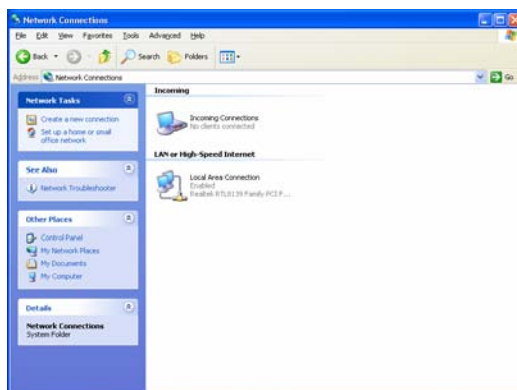 Network Connections
File Edit View Favorites Tools Advanced Help
Back Search Folders
Address Network Connections Go
Network Tasks
Create a new connection
Set up a home or small
office network
See Also
Network Troubleshooter
Other Places
Control Panel
My Network Places
My Documents
My Computer
Details
Network Connections
System Folder
Incoming
Incoming Connections
No clients connected
LAN or High-Speed Internet
Local Area Connection
Enabled
Realtek RTL8139 Family PCI F...